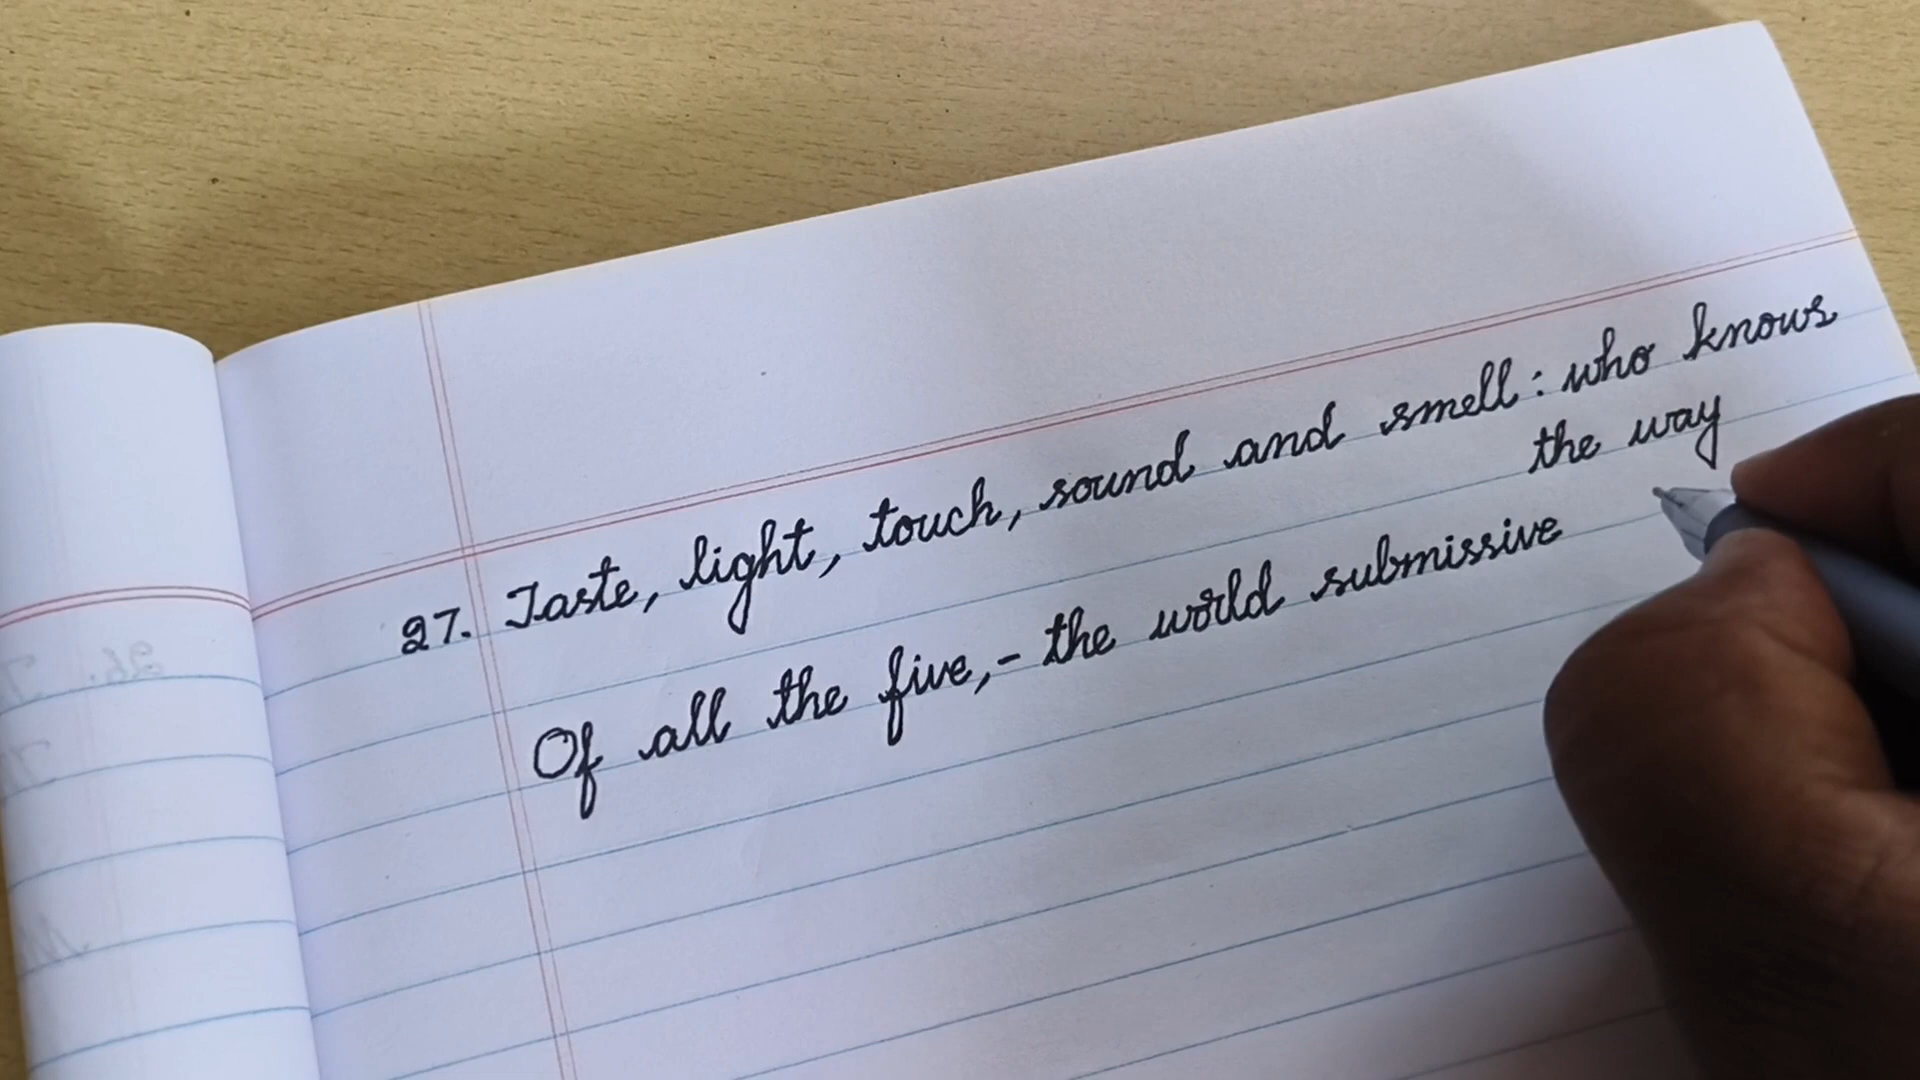 27. Taste, light, touch, sound and smell: who knows
the way
Of all the five,- the world submissive